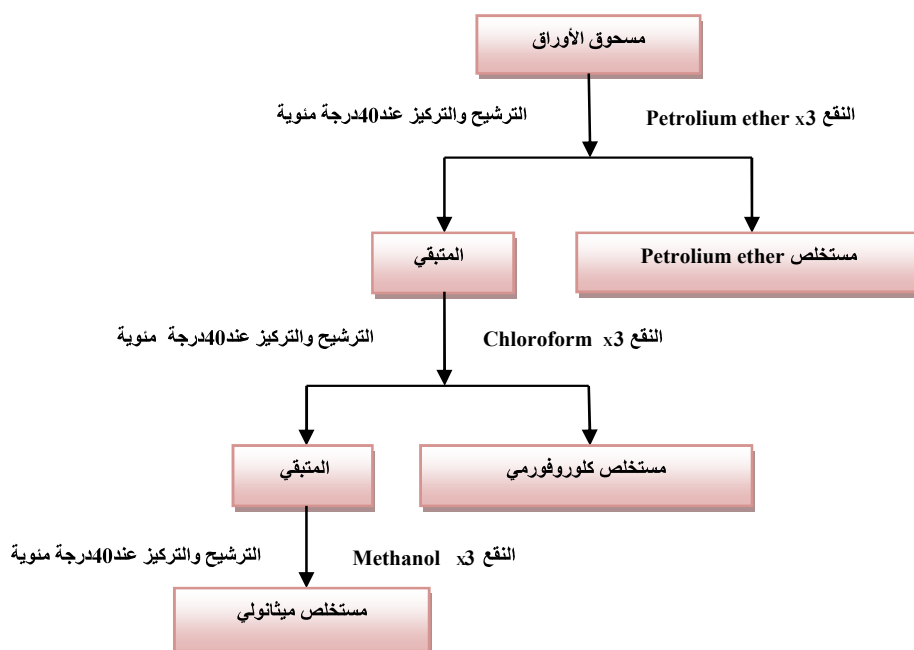 مسحوق الأوراق
النقع Petrolium ether x3
الترشيح والتركيز عند40درجة مئوية
مستخلص Petrolium ether
المتبقي
النقع Chloroform x3
الترشيح والتركيز عند40درجة مئوية
مستخلص كلوروفورمي
المتبقي
النقع Methanol x3
الترشيح والتركيز عند40درجة مئوية
مستخلص ميثانولي